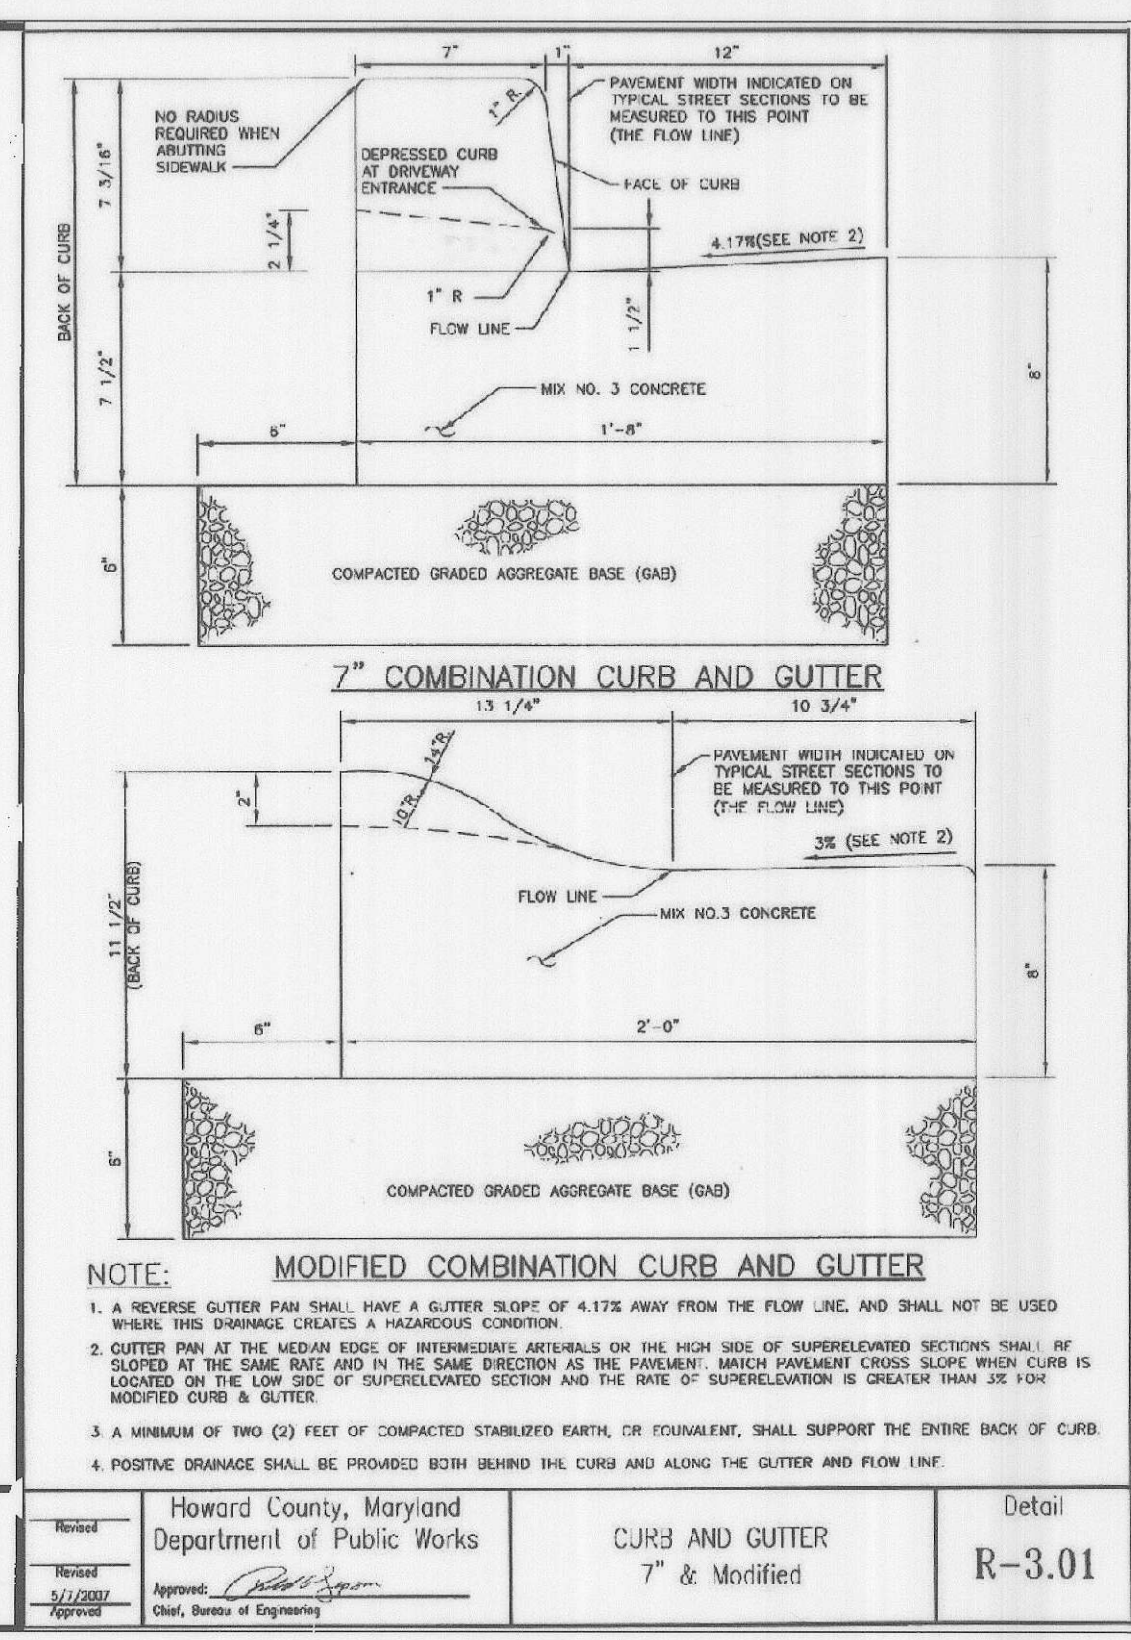 7"
1"
12"
NO RADIUS
REQUIRED WHEN
ABUTTING
SIDEWALK
1" R.
PAVEMENT WIDTH INDICATED ON
TYPICAL STREET SECTIONS TO BE
MEASURED TO THIS POINT
(THE FLOW LINE)
DEPRESSED CURB
AT DRIVEWAY
ENTRANCE
FACE OF CURB
7 3/16"
2 1/4"
BACK OF CURB
4.17%(SEE NOTE 2)
1" R
FLOW LINE
1 1/2"
7 1/2"
8"
MIX NO. 3 CONCRETE
6"
1'-8"
6"
COMPACTED GRADED AGGREGATE BASE (GAB)
7" COMBINATION CURB AND GUTTER
13 1/4"
10 3/4"
14"R.
10"R.
2"
PAVEMENT WIDTH INDICATED ON
TYPICAL STREET SECTIONS TO
BE MEASURED TO THIS POINT
(THE FLOW LINE)
3% (SEE NOTE 2)
FLOW LINE
MIX NO.3 CONCRETE
11 1/2"
(BACK OF CURB)
8"
6"
2'-0"
6"
COMPACTED GRADED AGGREGATE BASE (GAB)
MODIFIED COMBINATION CURB AND GUTTER
NOTE:
1. A REVERSE GUTTER PAN SHALL HAVE A GUTTER SLOPE OF 4.17% AWAY FROM THE FLOW LINE, AND SHALL NOT BE USED
WHERE THIS DRAINAGE CREATES A HAZARDOUS CONDITION.
2. GUTTER PAN AT THE MEDIAN EDGE OF INTERMEDIATE ARTERIALS OR THE HIGH SIDE OF SUPERELEVATED SECTIONS SHALL BE
SLOPED AT THE SAME RATE AND IN THE SAME DIRECTION AS THE PAVEMENT. MATCH PAVEMENT CROSS SLOPE WHEN CURB IS
LOCATED ON THE LOW SIDE OF SUPERELEVATED SECTION AND THE RATE OF SUPERELEVATION IS GREATER THAN 3% FOR
MODIFIED CURB & GUTTER.
3. A MINIMUM OF TWO (2) FEET OF COMPACTED STABILIZED EARTH, OR EQUIVALENT, SHALL SUPPORT THE ENTIRE BACK OF CURB.
4. POSITIVE DRAINAGE SHALL BE PROVIDED BOTH BEHIND THE CURB AND ALONG THE GUTTER AND FLOW LINE.
Revised
Revised
5/7/2007
Approved
Howard County, Maryland
Department of Public Works
Approved:
Chief, Bureau of Engineering
CURB AND GUTTER
7" & Modified
Detail
R-3.01